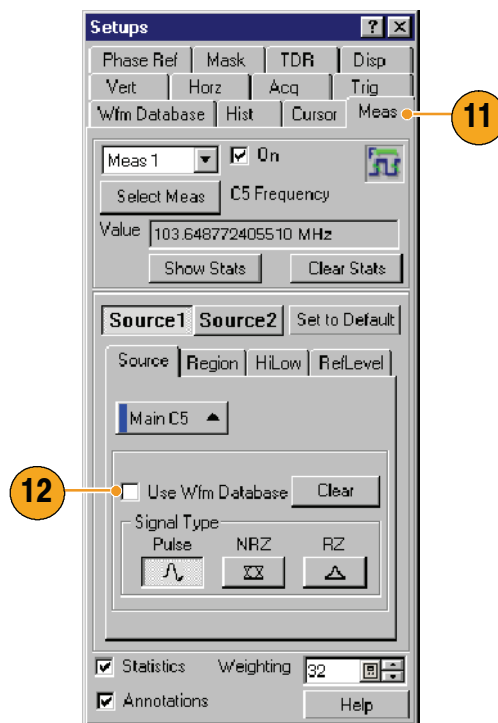 Setups
Phase Ref Mask TDR Disp
Vert Horz Acq Trig
Wfm Database Hist Cursor Meas
11
Meas 1 On
Select Meas C5 Frequency
Value 103.648772405510 MHz
Show Stats Clear Stats
Source1 Source2 Set to Default
Source Region HiLow RefLevel
Main C5
12
Use Wfm Database Clear
Signal Type
Pulse NRZ RZ
Statistics Weighting 32
Annotations Help